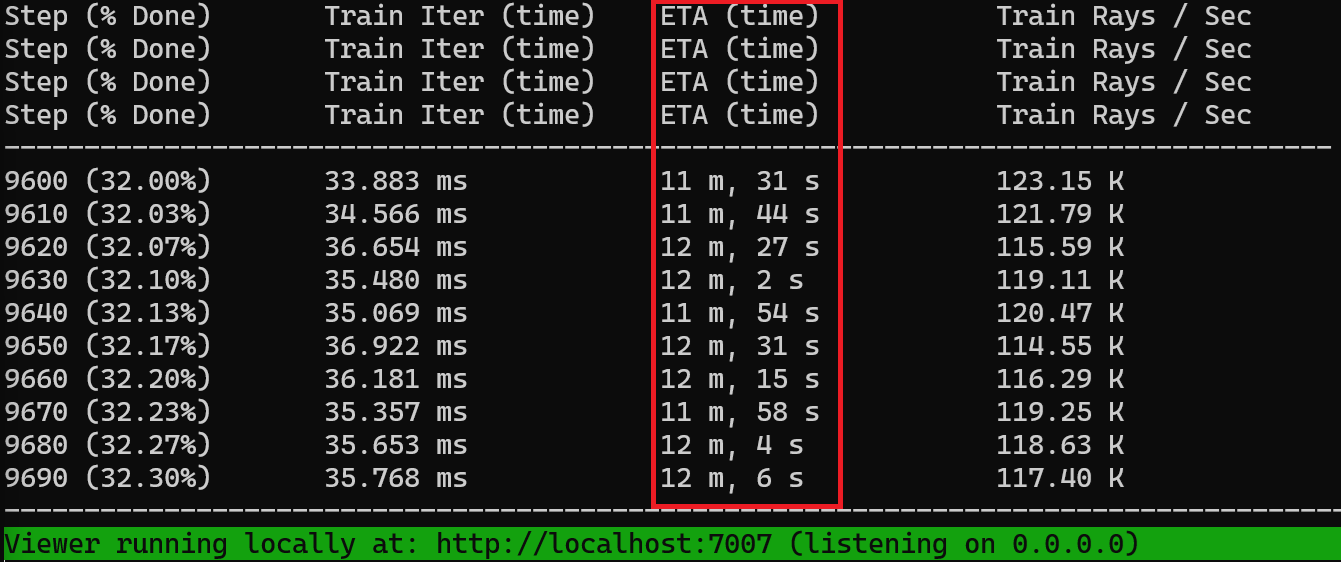 Step (% Done) Train Iter (time) ETA (time) Train Rays / Sec
Step (% Done) Train Iter (time) ETA (time) Train Rays / Sec
Step (% Done) Train Iter (time) ETA (time) Train Rays / Sec
Step (% Done) Train Iter (time) ETA (time) Train Rays / Sec
9600 (32.00%) 33.883 ms 11 m, 31 s 123.15 K
9610 (32.03%) 34.566 ms 11 m, 44 s 121.79 K
9620 (32.07%) 36.654 ms 12 m, 27 s 115.59 K
9630 (32.10%) 35.480 ms 12 m, 2 s 119.11 K
9640 (32.13%) 35.069 ms 11 m, 54 s 120.47 K
9650 (32.17%) 36.922 ms 12 m, 31 s 114.55 K
9660 (32.20%) 36.181 ms 12 m, 15 s 116.29 K
9670 (32.23%) 35.357 ms 11 m, 58 s 119.25 K
9680 (32.27%) 35.653 ms 12 m, 4 s 118.63 K
9690 (32.30%) 35.768 ms 12 m, 6 s 117.40 K
Viewer running locally at: http://localhost:7007 (listening on 0.0.0.0)